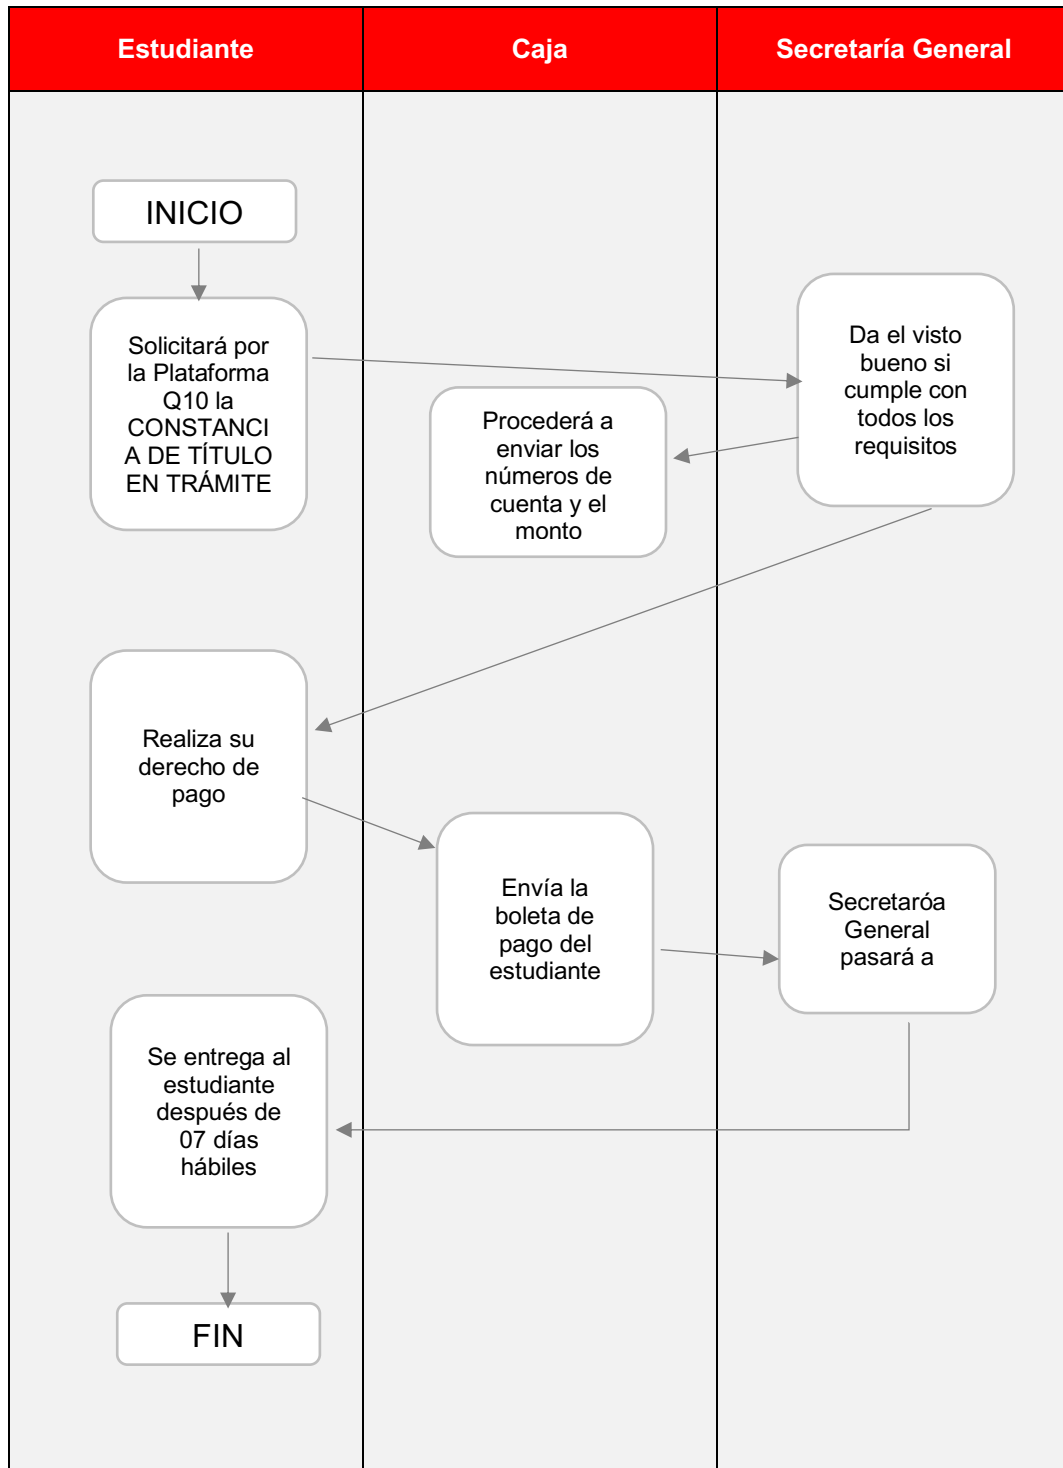 Estudiante
Caja
Secretaría General
INICIO
Solicitará por
la Plataforma
Q10 la
CONSTANCI
A DE TÍTULO
EN TRÁMITE
Da el visto
bueno si
cumple con
todos los
requisitos
Procederá a
enviar los
números de
cuenta y el
monto
Realiza su
derecho de
pago
Envía la
boleta de
pago del
estudiante
Secretaróa
General
pasará a
Se entrega al
estudiante
después de
07 días
hábiles
FIN